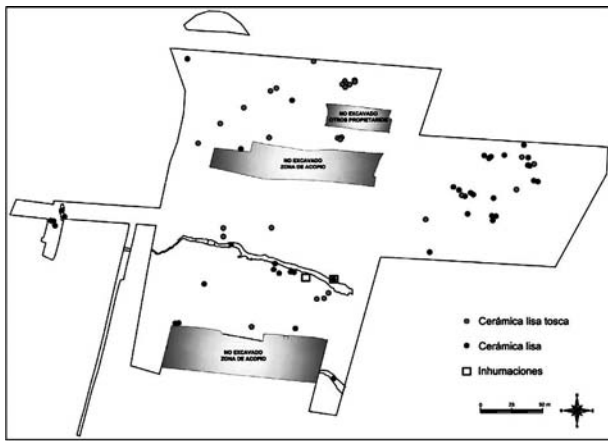 NO EXCAVADO
OTROS PROPIETARIOS
NO EXCAVADO
ZONA DE ACOPIO
NO EXCAVADO
ZONA DE ACOPIO
Cerámica lisa tosca
Cerámica lisa
Inhumaciones
0 25 50 m